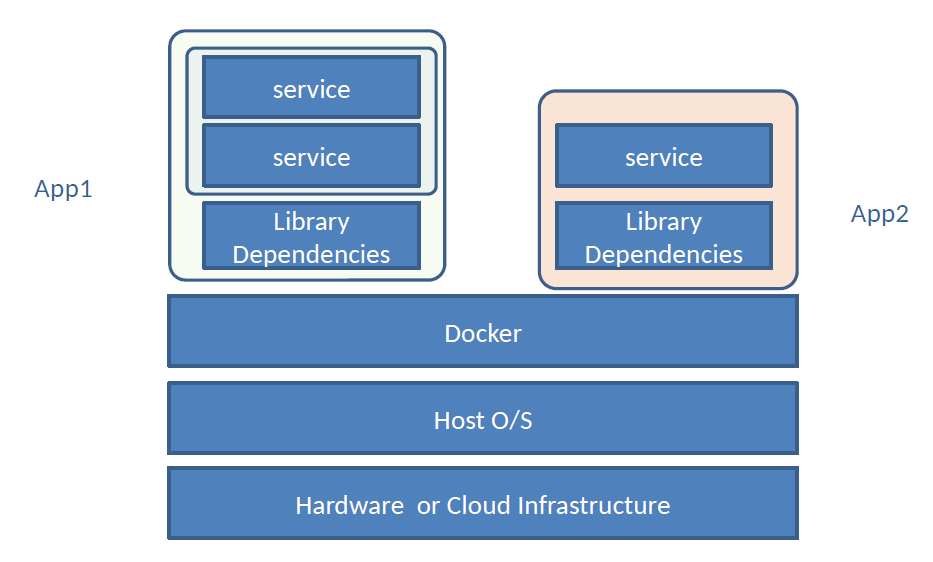 service
service
service
App1
App2
Library
Dependencies
Library
Dependencies
Docker
Host O/S
Hardware or Cloud Infrastructure